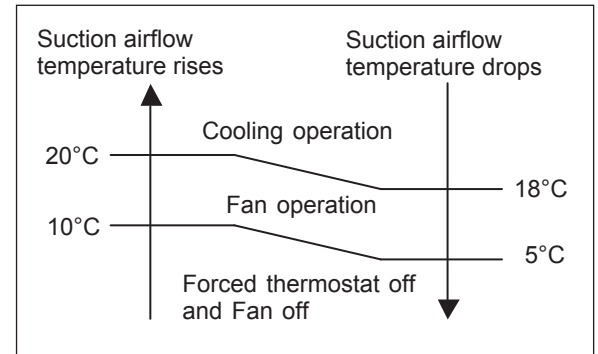 Suction airflow
temperature rises
Suction airflow
temperature drops
Cooling operation
20°C
18°C
Fan operation
10°C
5°C
Forced thermostat off
and Fan off